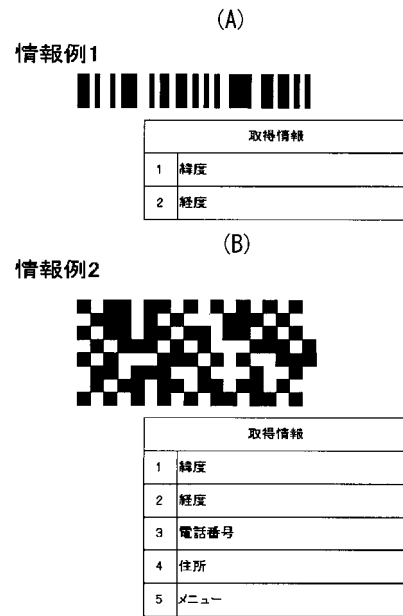 (A)
情報例1
取得情報
1 緯度
2 経度
(B)
情報例2
取得情報
1 緯度
2 経度
3 電話番号
4 住所
5 メニュー